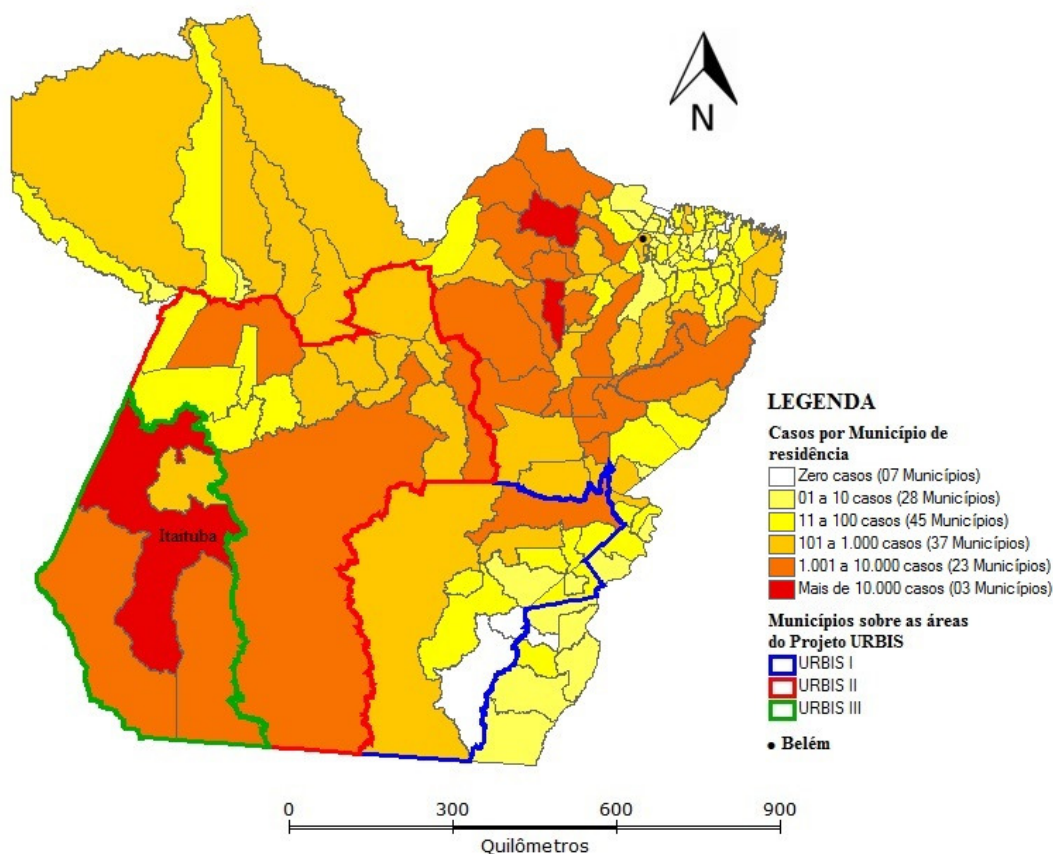 N
Itaituba
LEGENDA
Casos por Município de
residência
Zero casos (07 Municípios)
01 a 10 casos (28 Municípios)
11 a 100 casos (45 Municípios)
101 a 1.000 casos (37 Municípios)
1.001 a 10.000 casos (23 Municípios)
Mais de 10.000 casos (03 Municípios)
Municípios sobre as áreas
do Projeto URBIS
URBIS I
URBIS II
URBIS III
Belém
0 300 600 900
Quilômetros